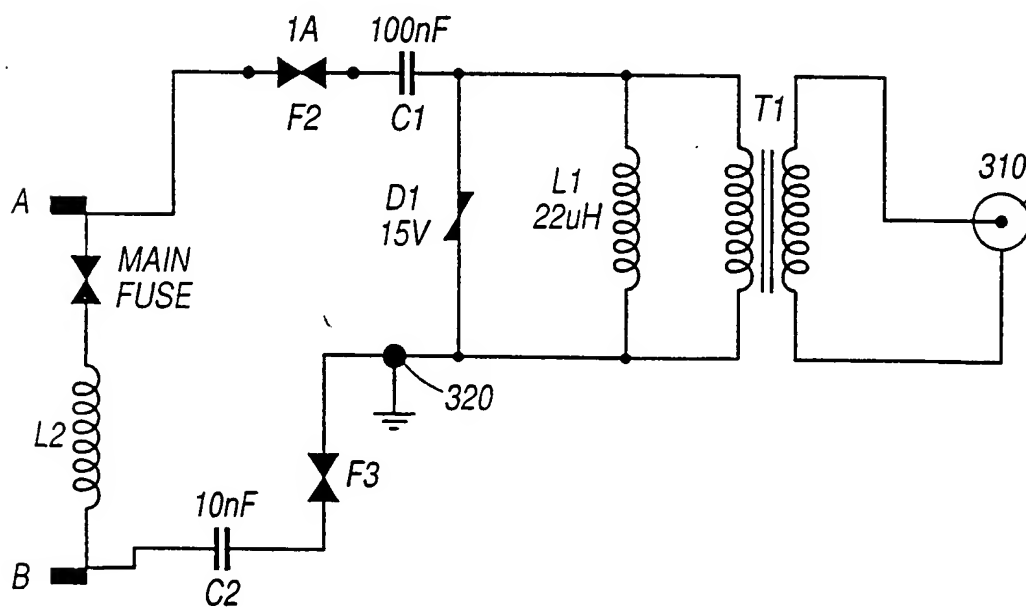 1A
100nF
F2
C1
T1
310
A
D1
15V
L1
22uH
MAIN
FUSE
320
L2
F3
10nF
B
C2